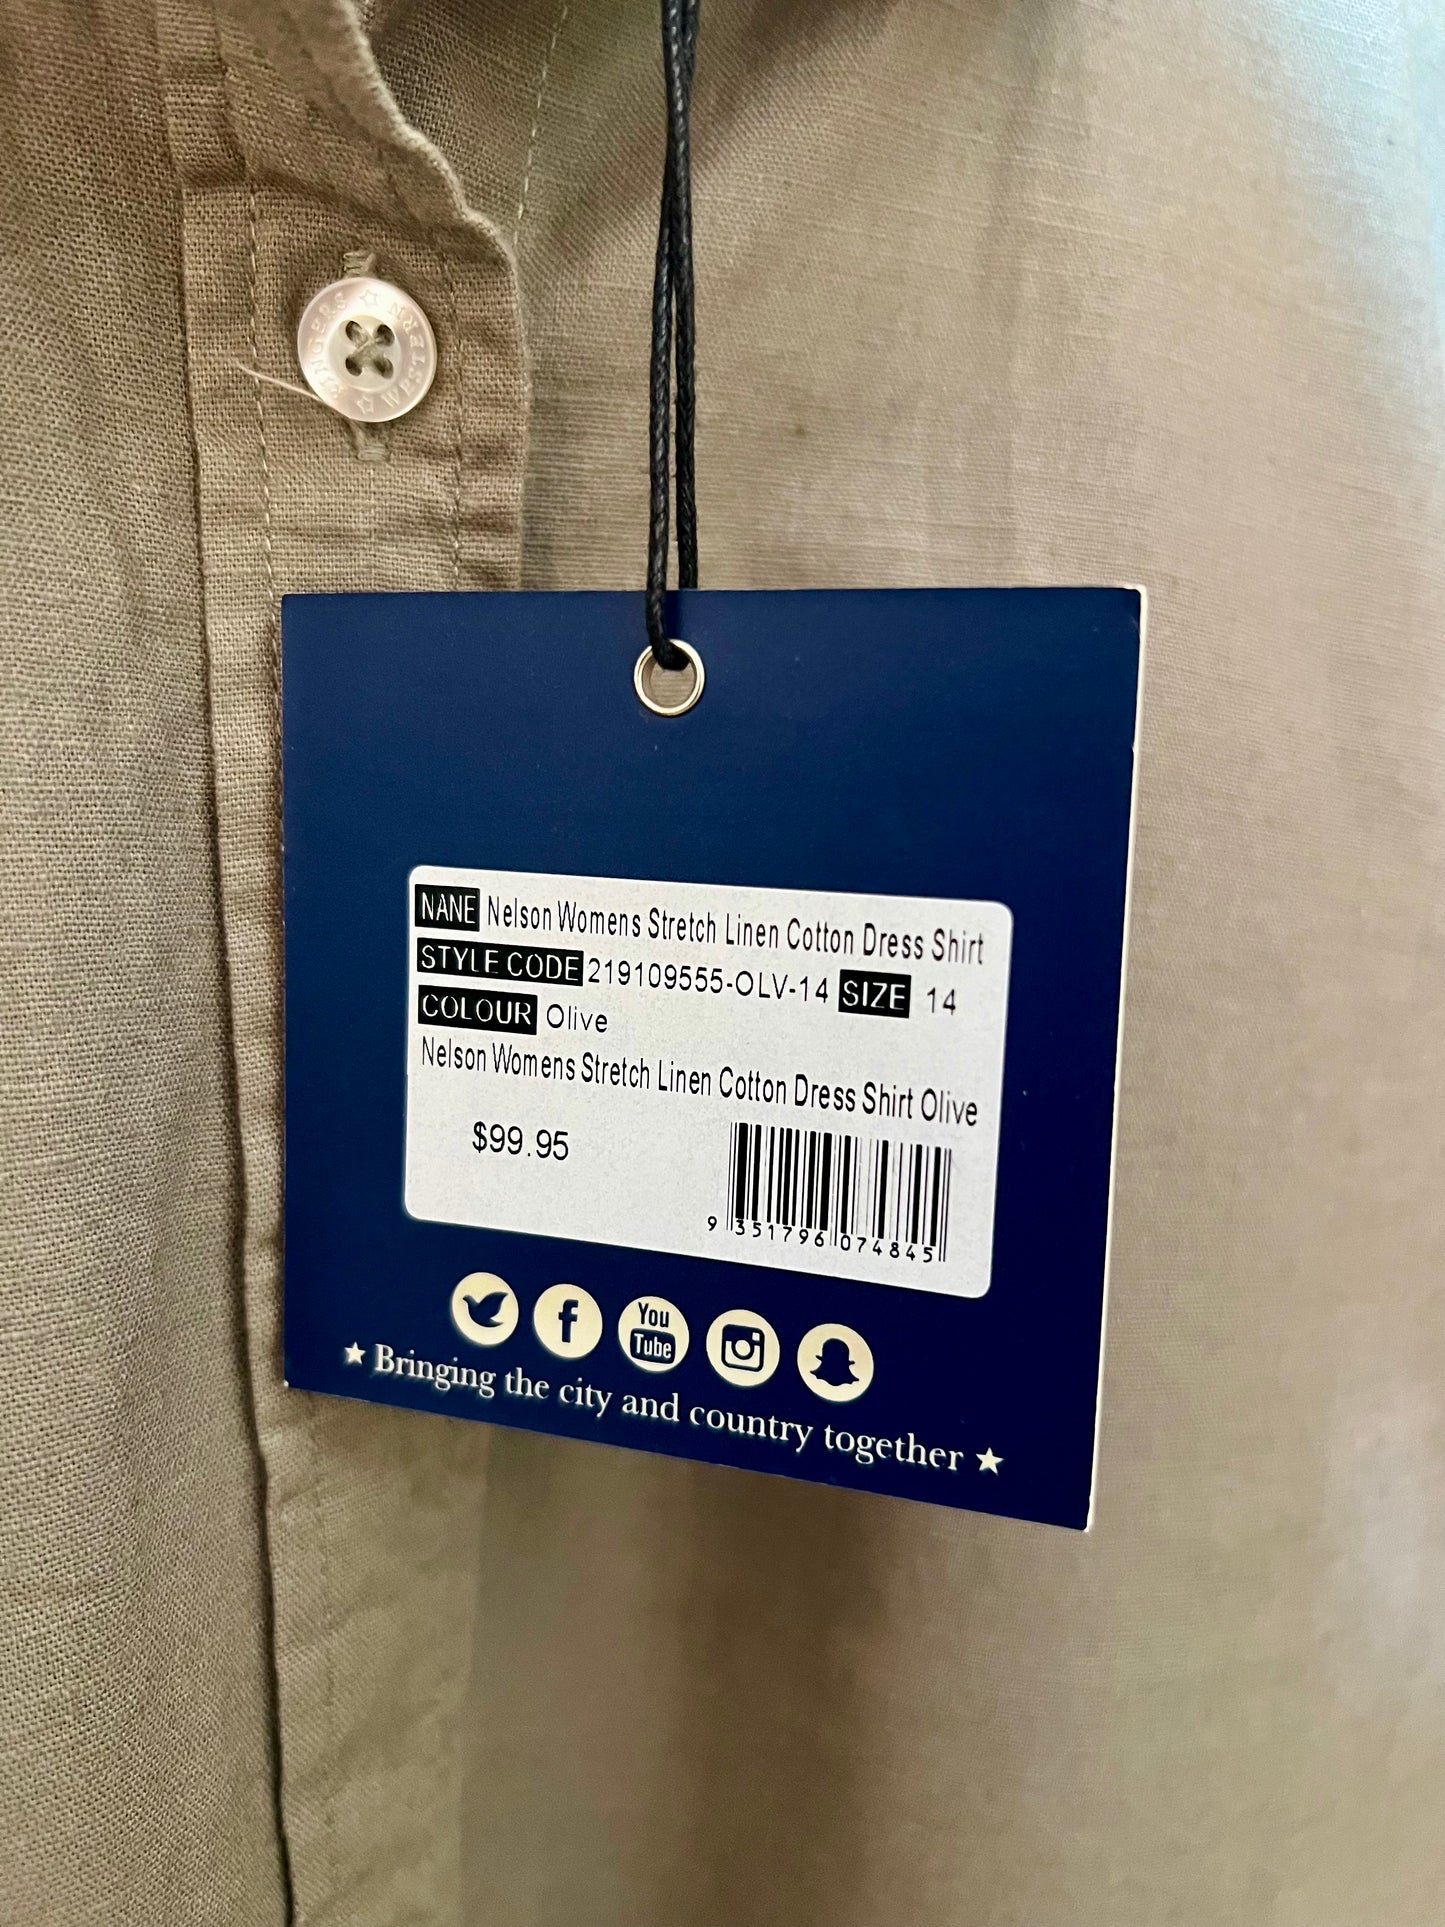 RINGERS WESTERN
NANE Nelson Womens Stretch Linen Cotton Dress Shirt
STYLE CODE 219109555-OLV-14 SIZE 14
COLOUR Olive
Nelson Womens Stretch Linen Cotton Dress Shirt Olive
$99.95
9 351796 074845
You
Tube
Bringing the city and country together